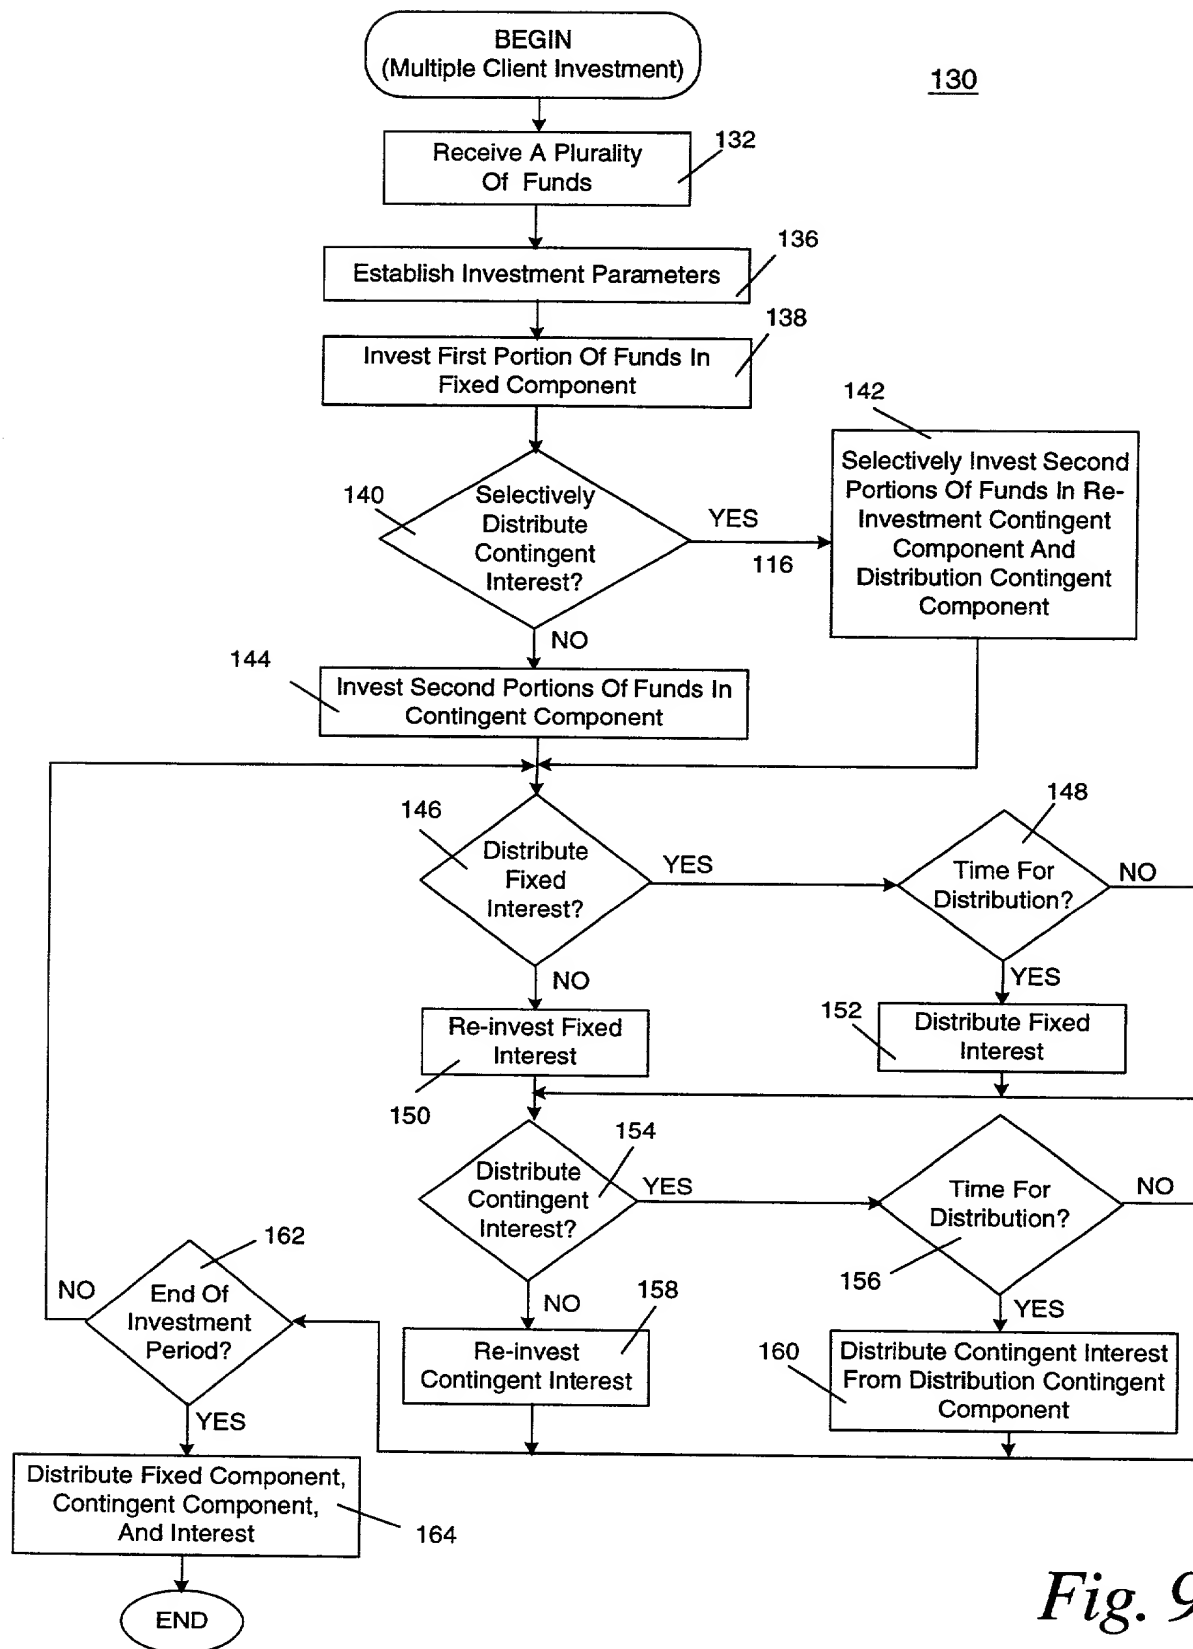 BEGIN
(Multiple Client Investment)
130
132
Receive A Plurality
Of Funds
136
Establish Investment Parameters
138
Invest First Portion Of Funds In
Fixed Component
142
140
Selectively
Distribute
Contingent
Interest?
YES
116
Selectively Invest Second
Portions Of Funds In Re-
Investment Contingent
Component And
Distribution Contingent
Component
NO
144
Invest Second Portions Of Funds In
Contingent Component
146
Distribute
Fixed
Interest?
YES
148
Time For
Distribution?
NO
NO
YES
Re-invest Fixed
Interest
150
152
Distribute Fixed
Interest
154
Distribute
Contingent
Interest?
YES
Time For
Distribution?
NO
156
162
NO
End Of
Investment
Period?
NO
158
YES
Re-invest
Contingent Interest
160
Distribute Contingent Interest
From Distribution Contingent
Component
YES
Distribute Fixed Component,
Contingent Component,
And Interest
164
END
Fig. 9